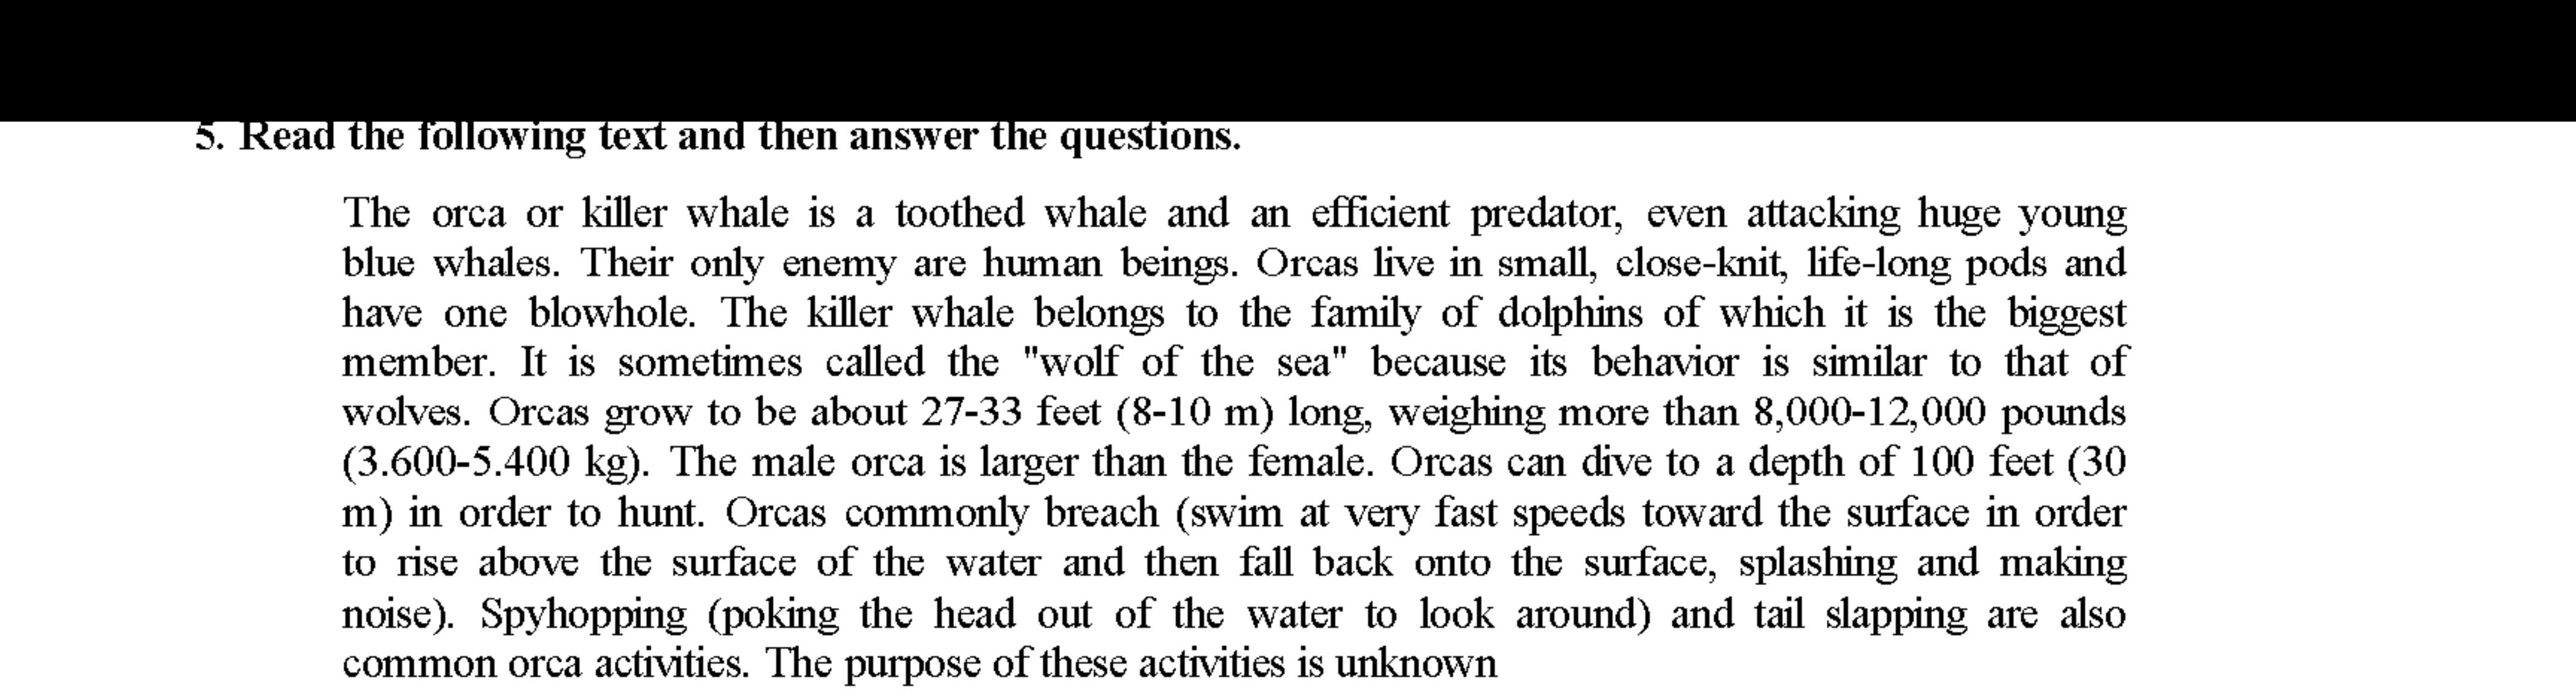 5. Read the following text and then answer the questions.
The orca or killer whale is a toothed whale and an efficient predator, even attacking huge young
blue whales. Their only enemy are human beings. Orcas live in small, close-knit, life-long pods and
have one blowhole. The killer whale belongs to the family of dolphins of which it is the biggest
member. It is sometimes called the "wolf of the sea" because its behavior is similar to that of
wolves. Orcas grow to be about 27-33 feet (8-10 m) long, weighing more than 8,000-12,000 pounds
(3.600-5.400 kg). The male orca is larger than the female. Orcas can dive to a depth of 100 feet (30
m) in order to hunt. Orcas commonly breach (swim at very fast speeds toward the surface in order
to rise above the surface of the water and then fall back onto the surface, splashing and making
noise). Spyhopping (poking the head out of the water to look around) and tail slapping are also
common orca activities. The purpose of these activities is unknown